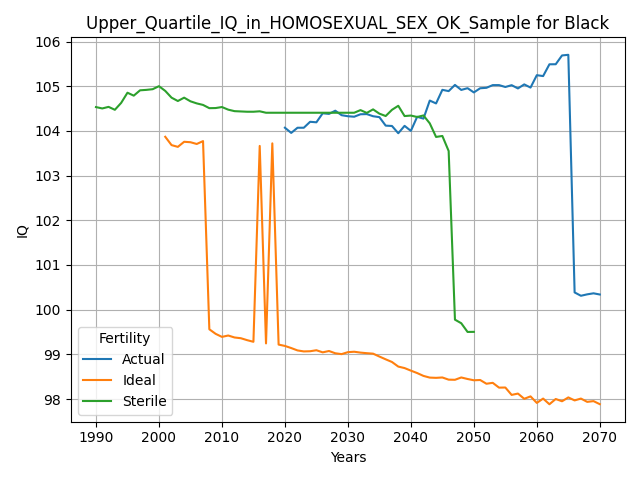 Upper_Quartile_IQ_in_HOMOSEXUAL_SEX_OK_Sample for Black
106
105
104
103
102
101
100
99
98
IQ
Fertility
Actual
Ideal
Sterile
1990 2000 2010 2020 2030 2040 2050 2060 2070
Years